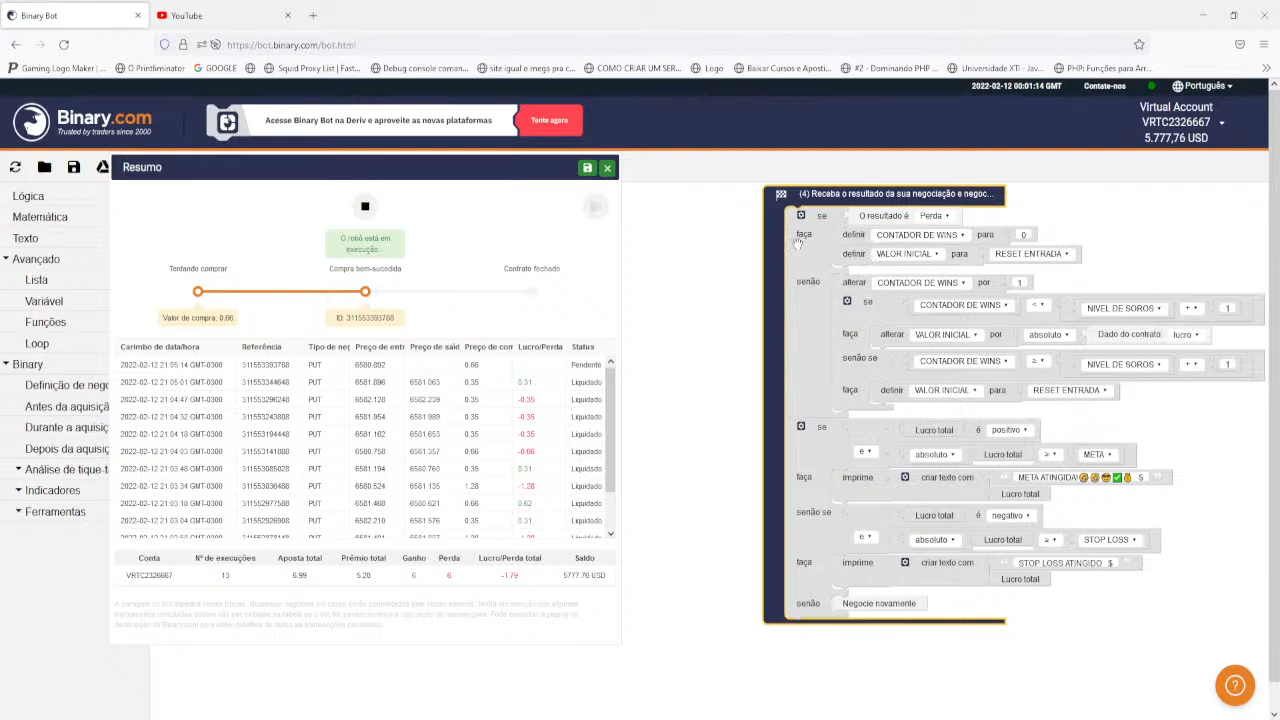 Binary Bot
YouTube
https://bot.binary.com/bot.html
Gaming Logo Maker | ... O Printliminator GOOGLE Squid Proxy List | Fast... Debug console coman... site igual o mega pra c... COMO CRIAR UM SER... Logo Baixar Cursos e Aposti... #2 - Dominando PHP ... Universidade XTI - Jav... PHP: Funções para Arr...
2022-02-12 00:01:14 GMT Contate-nos Português
Binary.com
Trusted by traders since 2000
Acesse Binary Bot na Deriv e aproveite as novas plataformas
Tente agora
Virtual Account
VRTC2326667
5.777,76 USD
Lógica
Matemática
Texto
Avançado
Lista
Variável
Funções
Loop
Binary
Definição de nego
Antes da aquisiç
Durante a aquisi
Depois da aquisiç
Análise de tique-ta
Indicadores
Ferramentas
Resumo
O robô está em
execução...
Tentando comprar Compra bem-sucedida Contrato fechado
Valor de compra: 0.66 ID: 311553393788
Carimbo de data/hora Referência Tipo de neg Preço de entr Preço de said Preço de com Lucro/Perda Status
2022-02-12 21:05:14 GMT-0300 311553393788 PUT 6580.892 0.66 Pendente
2022-02-12 21:05:01 GMT-0300 311553344648 PUT 6581.896 6581.063 0.35 0.31 Liquidado
2022-02-12 21:04:47 GMT-0300 311553296248 PUT 6582.128 6582.239 0.35 -0.35 Liquidado
2022-02-12 21:04:32 GMT-0300 311553243808 PUT 6581.954 6581.989 0.35 -0.35 Liquidado
2022-02-12 21:04:18 GMT-0300 311553194448 PUT 6581.162 6581.653 0.35 -0.35 Liquidado
2022-02-12 21:04:03 GMT-0300 311553141888 PUT 6580.758 6581.357 0.66 -0.66 Liquidado
2022-02-12 21:03:48 GMT-0300 311553085028 PUT 6581.194 6580.760 0.35 0.31 Liquidado
2022-02-12 21:03:34 GMT-0300 311553036488 PUT 6580.524 6581.135 1.28 -1.28 Liquidado
2022-02-12 21:03:18 GMT-0300 311552977588 PUT 6581.468 6580.621 0.66 0.62 Liquidado
2022-02-12 21:03:04 GMT-0300 311552926908 PUT 6582.210 6581.576 0.35 0.31 Liquidado
Conta Nº de execuções Aposta total Prêmio total Ganho Perda Lucro/Perda total Saldo
VRTC2326667 13 6.99 5.20 6 6 -1.79 5777.76 USD
(4) Receba o resultado da sua negociação e negoc...
se O resultado é Perda
faça definir CONTADOR DE WINS para 0
definir VALOR INICIAL para RESET ENTRADA
senão alterar CONTADOR DE WINS por 1
se CONTADOR DE WINS < NIVEL DE SOROS + 1
faça alterar VALOR INICIAL por absoluto Dado do contrato: lucro
senão se CONTADOR DE WINS ≥ NIVEL DE SOROS + 1
faça definir VALOR INICIAL para RESET ENTRADA
se Lucro total é positivo
e absoluto Lucro total ≥ META
faça imprime criar texto com “ META ATINGIDA!🤑🤑😎✅💰 $ ”
Lucro total
senão se Lucro total é negativo
e absoluto Lucro total ≥ STOP LOSS
faça imprime criar texto com “ STOP LOSS ATINGIDO $ ”
Lucro total
senão Negocie novamente